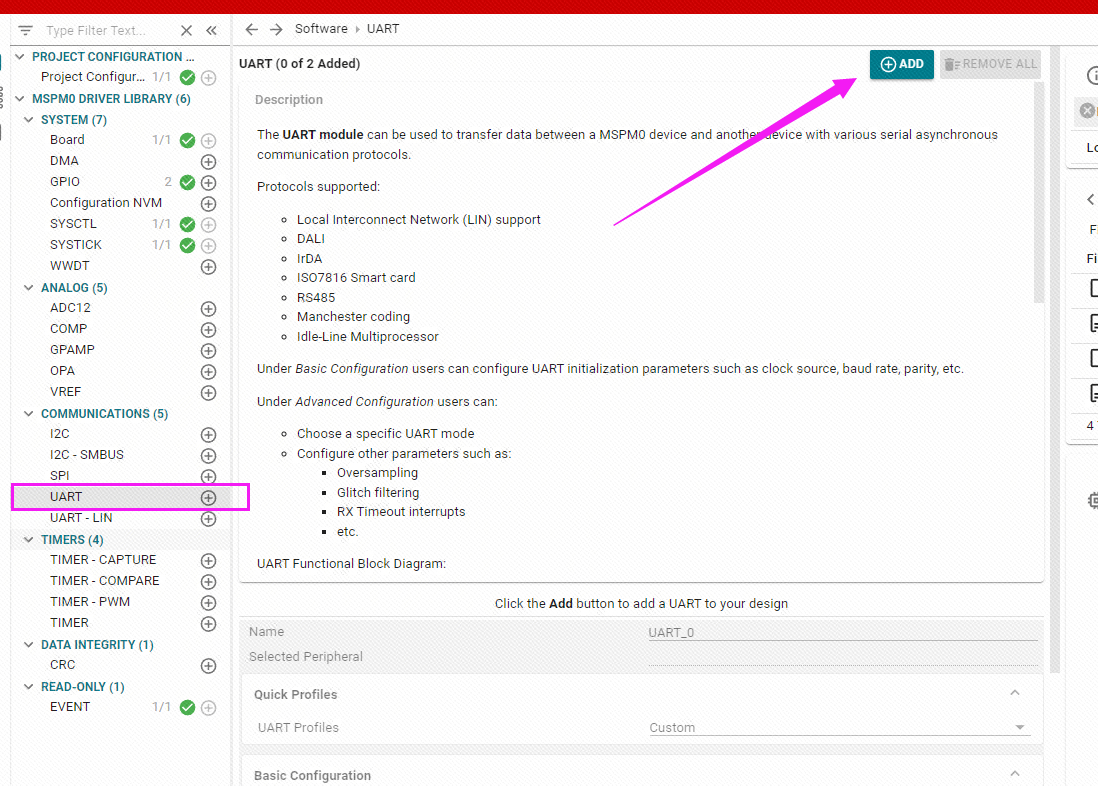 Type Filter Text...
PROJECT CONFIGURATION ...
Project Configur... 1/1
MSPM0 DRIVER LIBRARY (6)
SYSTEM (7)
Board 1/1
DMA
GPIO 2
Configuration NVM
SYSCTL 1/1
SYSTICK 1/1
WWDT
ANALOG (5)
ADC12
COMP
GPAMP
OPA
VREF
COMMUNICATIONS (5)
I2C
I2C - SMBUS
SPI
UART
UART - LIN
TIMERS (4)
TIMER - CAPTURE
TIMER - COMPARE
TIMER - PWM
TIMER
DATA INTEGRITY (1)
CRC
READ-ONLY (1)
EVENT 1/1
Software › UART
UART (0 of 2 Added)
ADD
REMOVE ALL
Description
The UART module can be used to transfer data between a MSPM0 device and another device with various serial asynchronous
communication protocols.
Protocols supported:
Local Interconnect Network (LIN) support
DALI
IrDA
ISO7816 Smart card
RS485
Manchester coding
Idle-Line Multiprocessor
Under Basic Configuration users can configure UART initialization parameters such as clock source, baud rate, parity, etc.
Under Advanced Configuration users can:
Choose a specific UART mode
Configure other parameters such as:
Oversampling
Glitch filtering
RX Timeout interrupts
etc.
UART Functional Block Diagram:
Click the Add button to add a UART to your design
Name UART_0
Selected Peripheral
Quick Profiles
UART Profiles Custom
Basic Configuration